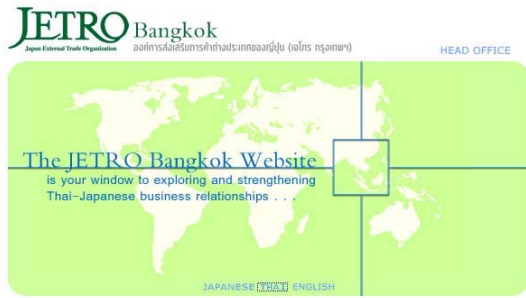 JETRO Bangkok
Japan External Trade Organization
องค์การส่งเสริมการค้าต่างประเทศของญี่ปุ่น (เจโทร กรุงเทพฯ)
HEAD OFFICE
The JETRO Bangkok Website
is your window to exploring and strengthening
Thai-Japanese business relationships . . .
JAPANESE THAI ENGLISH